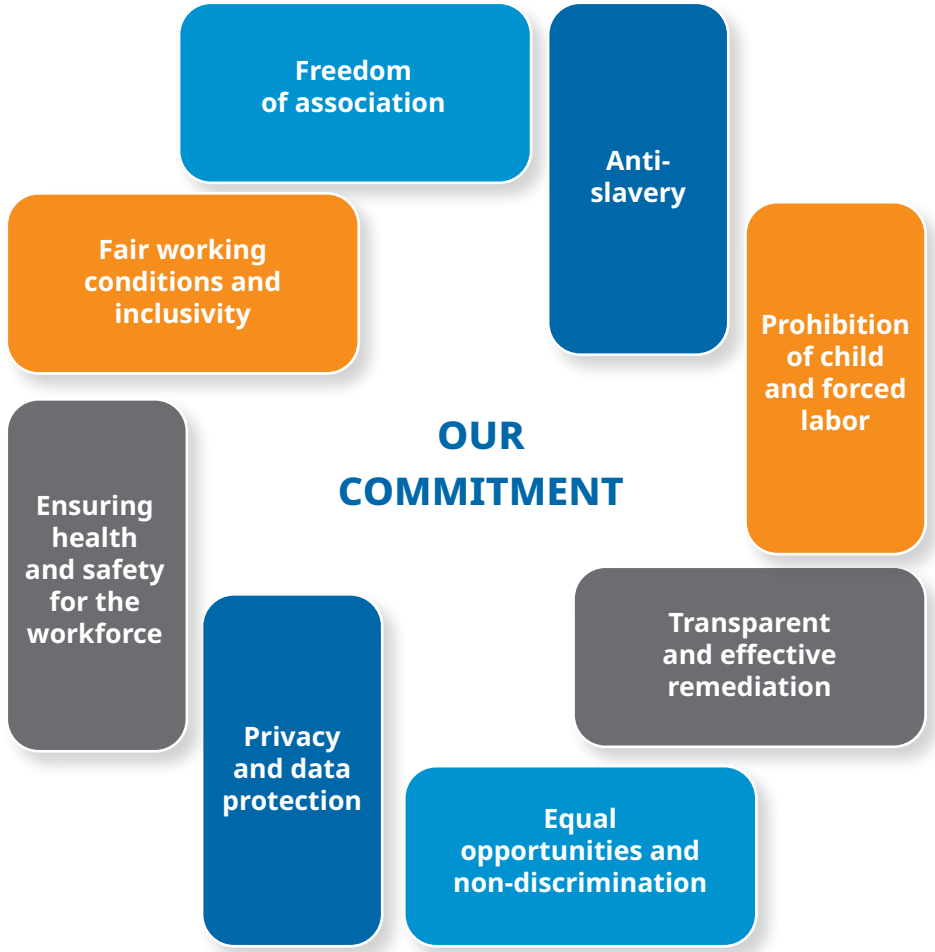 Freedom
of association
Anti-
slavery
Fair working
conditions and
inclusivity
Prohibition
of child
and forced
labor
OUR
COMMITMENT
Ensuring
health
and safety
for the
workforce
Transparent
and effective
remediation
Privacy
and data
protection
Equal
opportunities and
non-discrimination